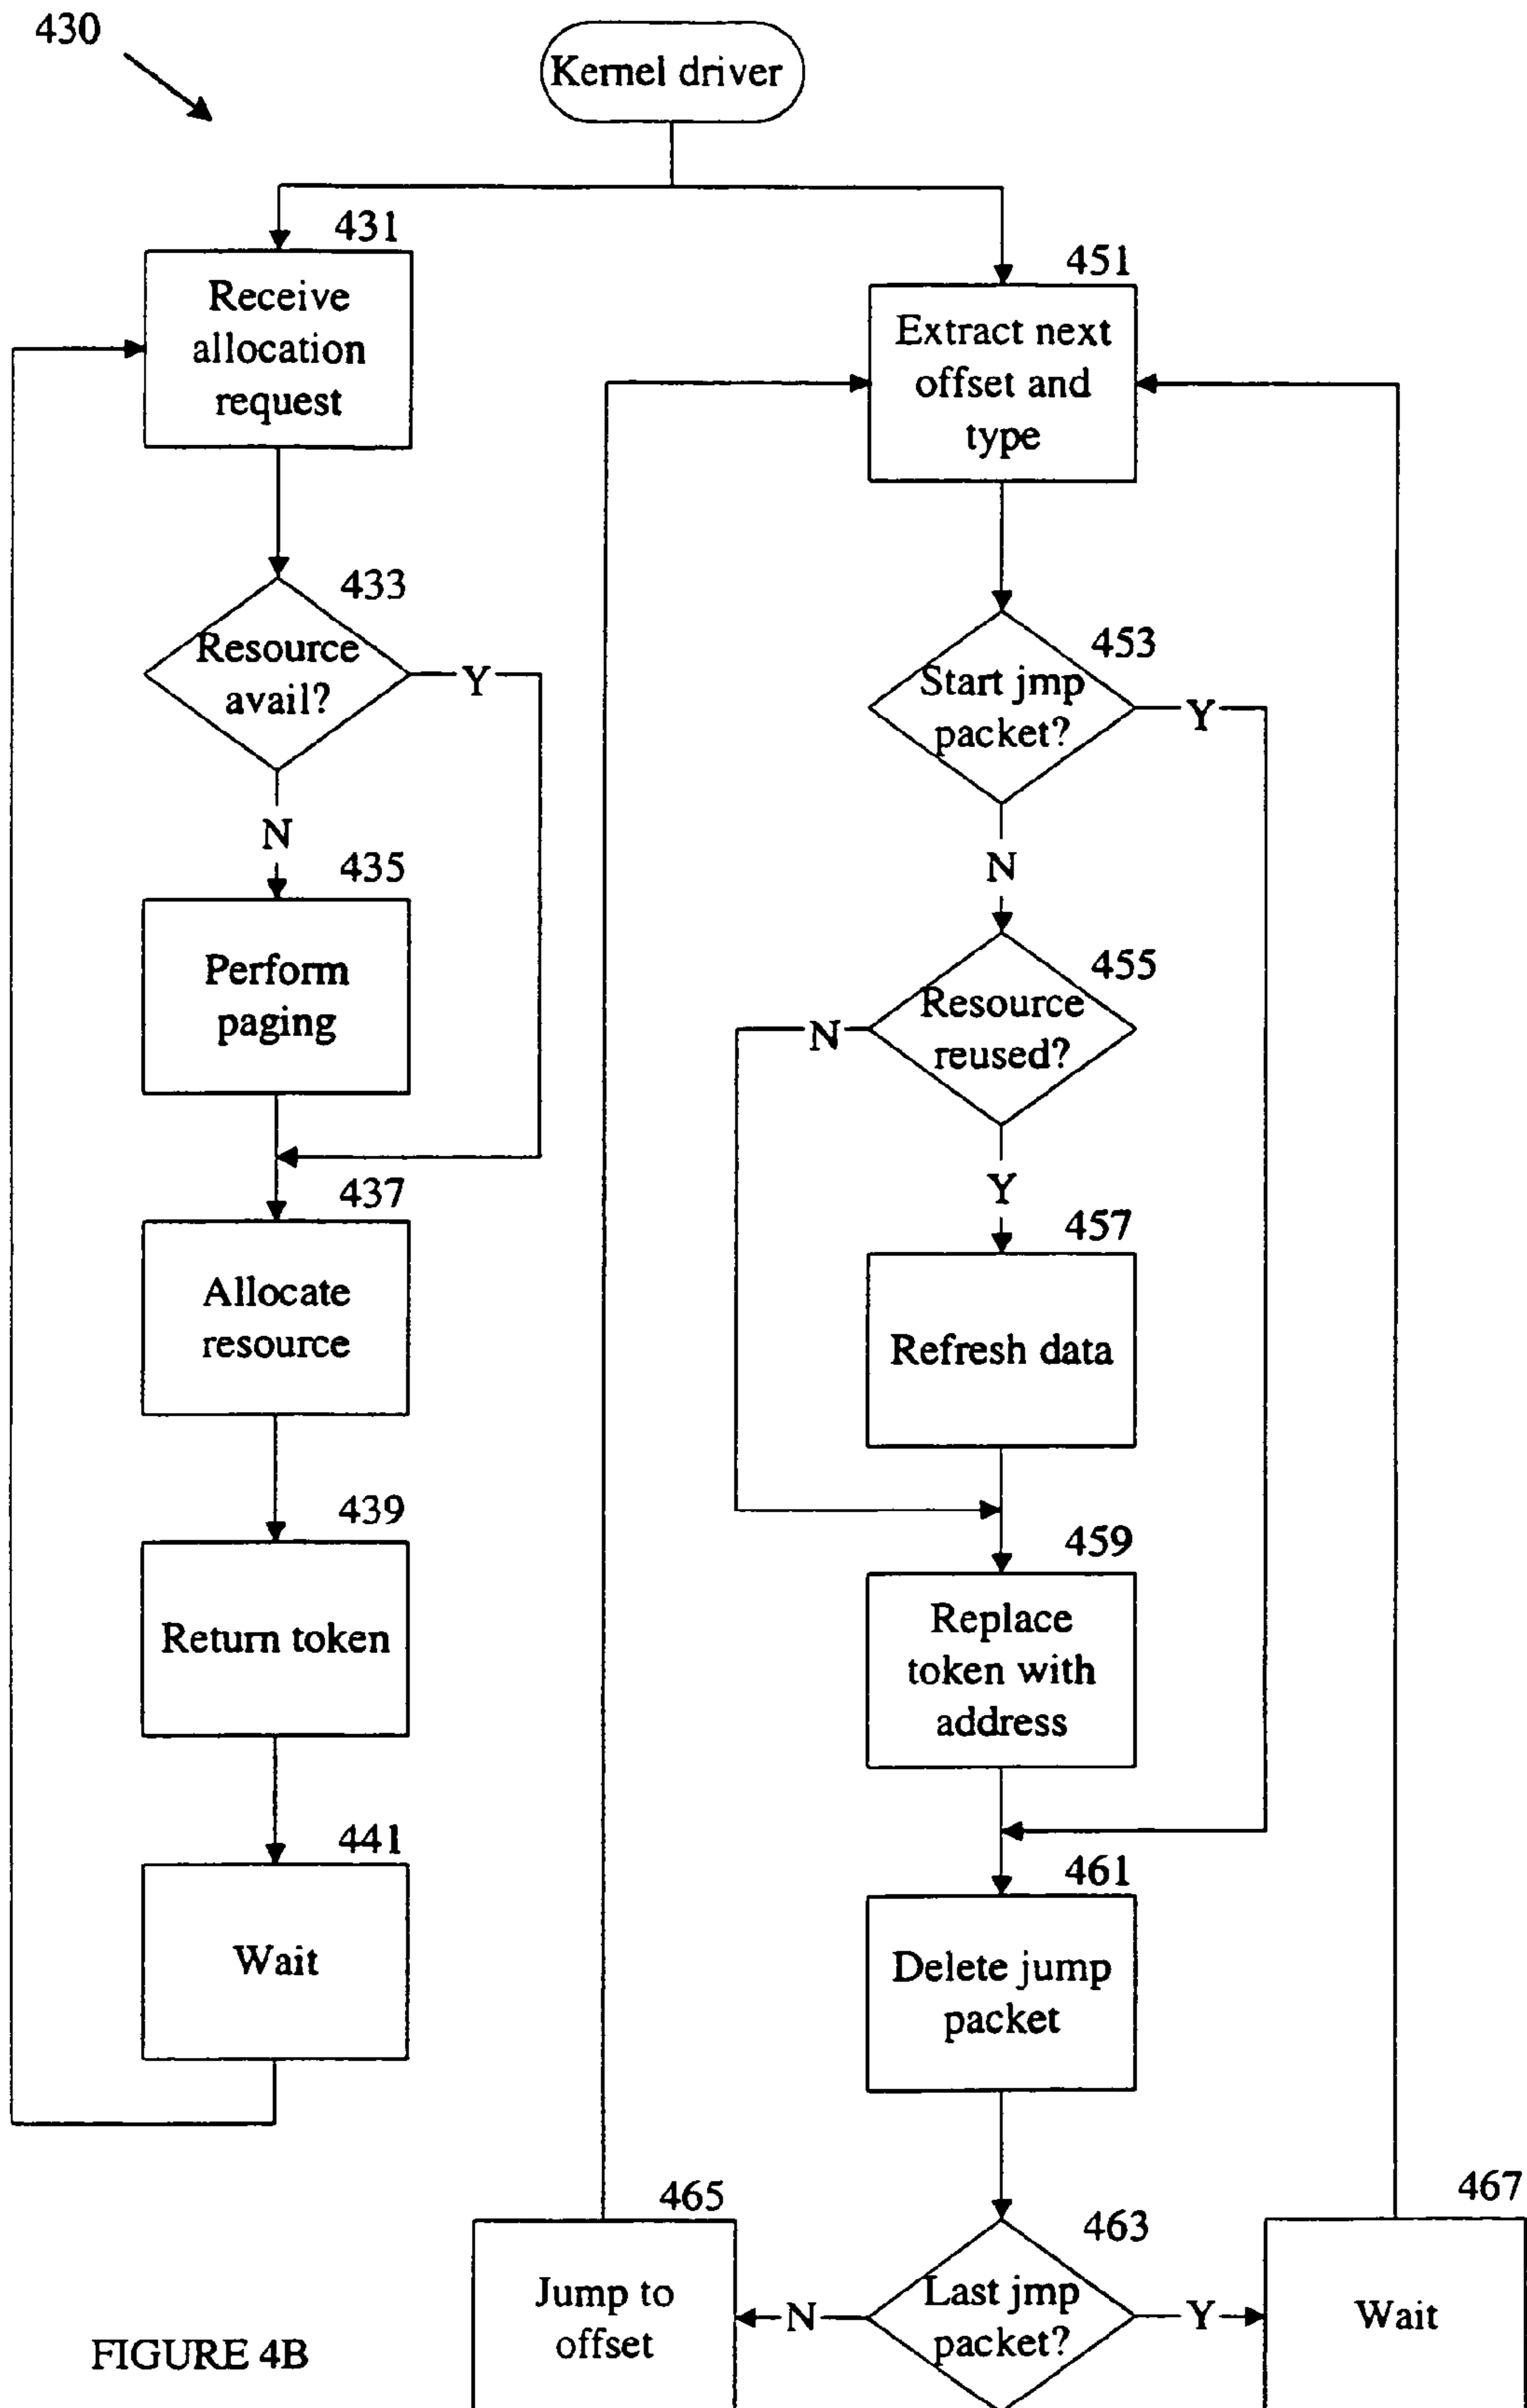 430
Kernel driver
431
Receive
allocation
request
433
Resource
avail?
Y
N
435
Perform
paging
437
Allocate
resource
439
Return token
441
Wait
451
Extract next
offset and
type
453
Start jmp
packet?
Y
N
455
Resource
reused?
N
Y
457
Refresh data
459
Replace
token with
address
461
Delete jump
packet
463
Last jmp
packet?
N
Y
465
Jump to
offset
467
Wait
FIGURE 4B